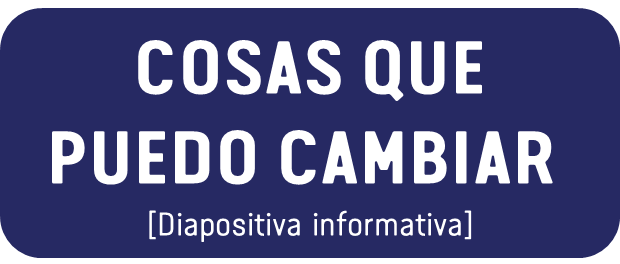 COSAS QUE
PUEDO CAMBIAR
[Diapositiva informativa]